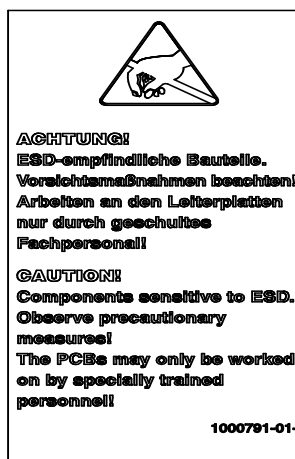 ACHTUNG!
ESD-empfindliche Bauteile.
Vorsichtsmaßnahmen beachten!
Arbeiten an den Leiterplatten
nur durch geschultes
Fachpersonal!
CAUTION!
Components sensitive to ESD.
Observe precautionary
measures!
The PCBs may only be worked
on by specially trained
personnel!
1000791-01-